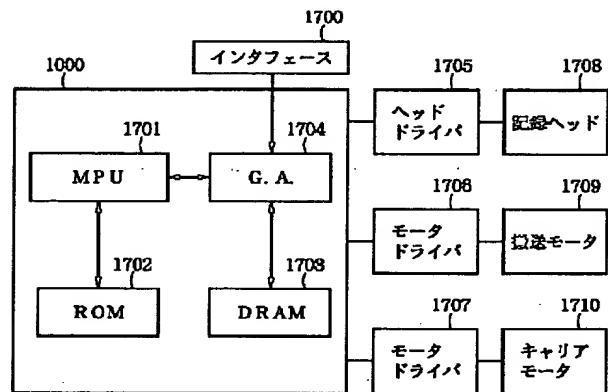 1700
インタフェース
1000
1705
1708
ヘッド
ドライバ
記録ヘッド
1701
1704
MPU
G. A.
1708
1709
モータ
ドライバ
搬送モータ
1702
1708
ROM
DRAM
1707
1710
モータ
ドライバ
キャリア
モータ